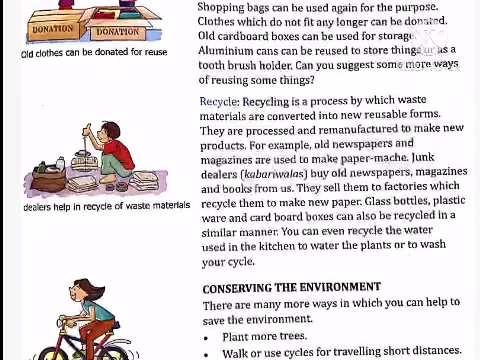 Shopping bags can be used again for the purpose.
Clothes which do not fit any longer can be donated.
Old cardboard boxes can be used for storage.
Aluminium cans can be reused to store things or as a
tooth brush holder. Can you suggest some more ways
of reusing some things?
DONATION
DONATION
Old clothes can be donated for reuse
Recycle: Recycling is a process by which waste
materials are converted into new reusable forms.
They are processed and remanufactured to make new
products. For example, old newspapers and
magazines are used to make paper-mache. Junk
dealers (kabariwalas) buy old newspapers, magazines
and books from us. They sell them to factories which
recycle them to make new paper. Glass bottles, plastic
ware and card board boxes can also be recycled in a
similar manner. You can even recycle the water
used in the kitchen to water the plants or to wash
your cycle.
dealers help in recycle of waste materials
CONSERVING THE ENVIRONMENT
There are many more ways in which you can help to
save the environment.
• Plant more trees.
• Walk or use cycles for travelling short distances.